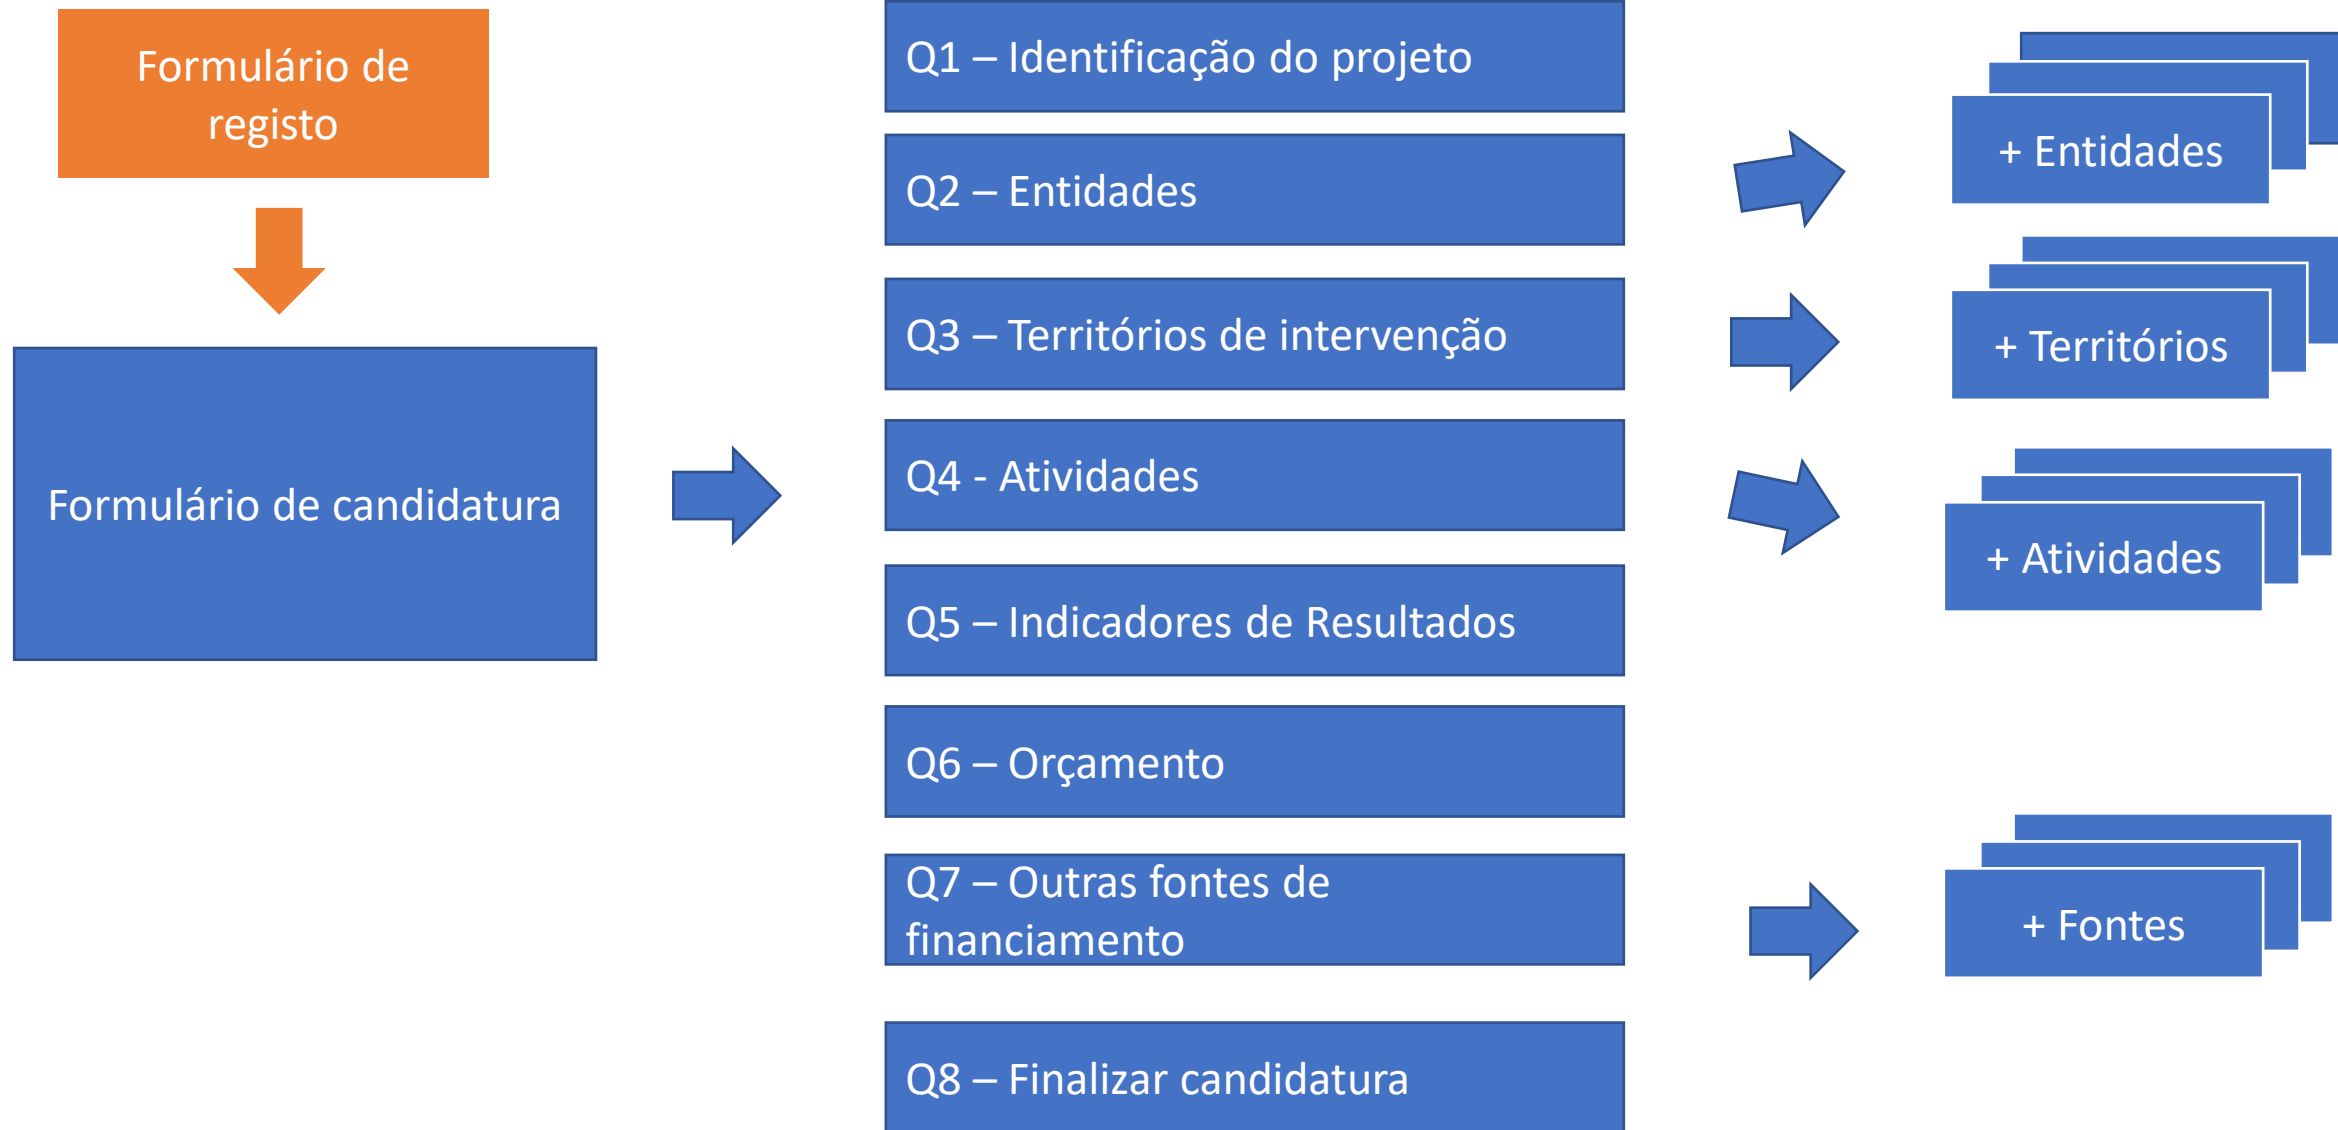 Formulário de
registo
Formulário de candidatura
Q1 – Identificação do projeto
Q2 – Entidades
Q3 – Territórios de intervenção
Q4 - Atividades
Q5 – Indicadores de Resultados
Q6 – Orçamento
Q7 – Outras fontes de
financiamento
Q8 – Finalizar candidatura
+ Entidades
+ Territórios
+ Atividades
+ Fontes